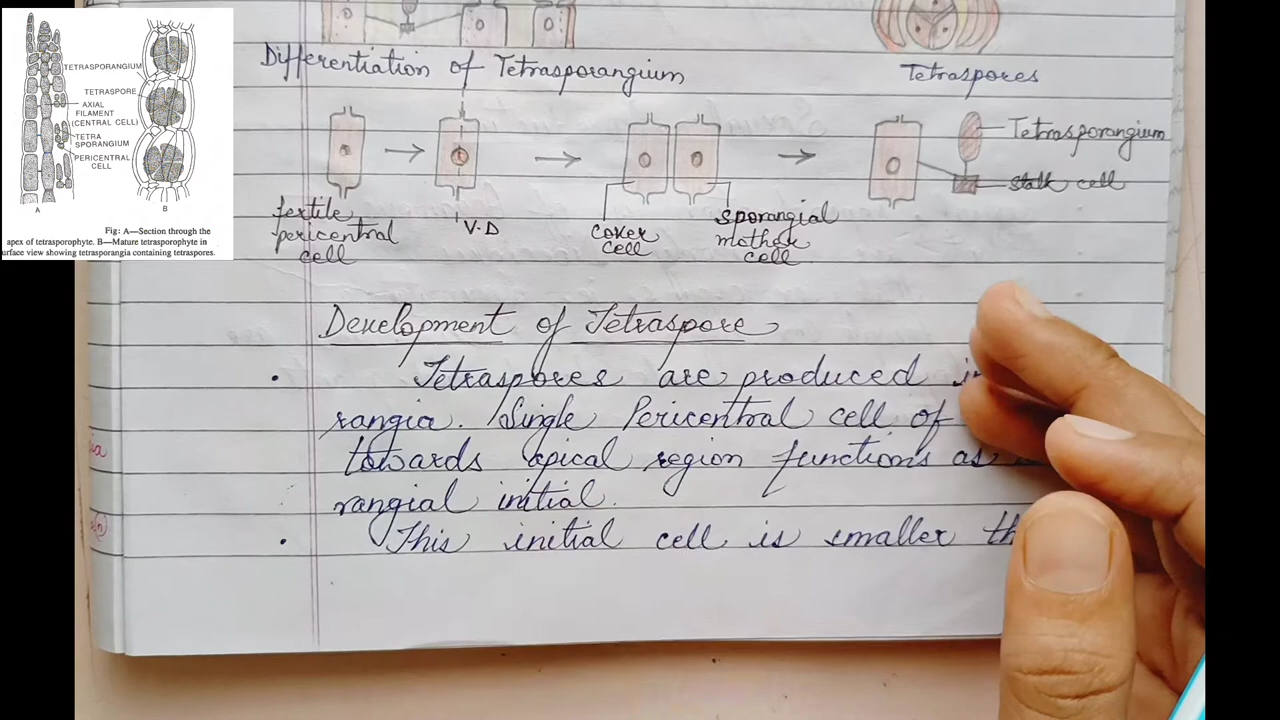 TETRASPORANGIUM
TETRASPORE
AXIAL
FILAMENT
(CENTRAL CELL)
TETRA
SPORANGIUM
PERICENTRAL
CELL
A
B
Fig: A—Section through the
apex of tetrasporophyte. B—Mature tetrasporophyte in
urface view showing tetrasporangia containing tetraspores.
Differentiation of Tetrasporangium
Tetraspores
fertile
pericentral
cell
V.D
cover
cell
sporangial
mother
cell
Tetrasporangium
stalk cell
Development of Tetraspore
• Tetraspores are produced in
rangia. Single Pericentral cell of
towards apical region functions as
rangial initial.
• This initial cell is smaller th